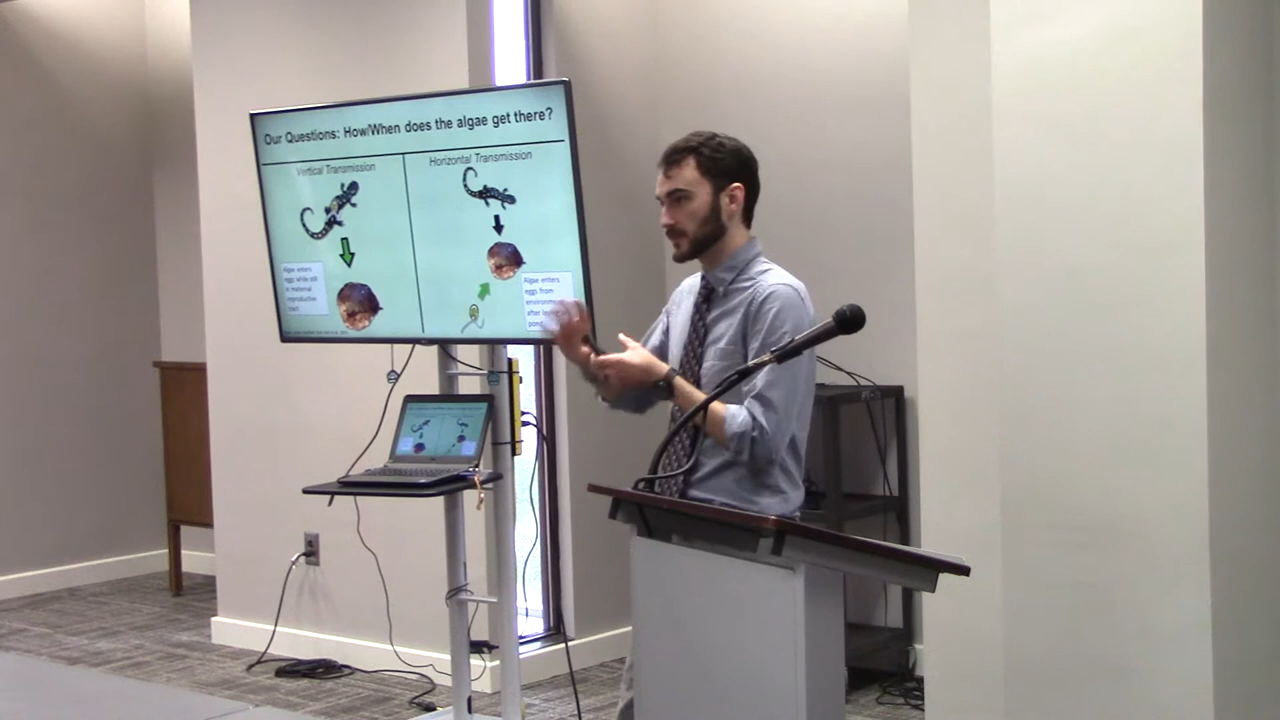 Our Questions: How/When does the algae get there?
Vertical Transmission
Horizontal Transmission
Algae enters
eggs while still
in maternal
reproductive
tract
Algae enters
eggs from
environment
after
pond